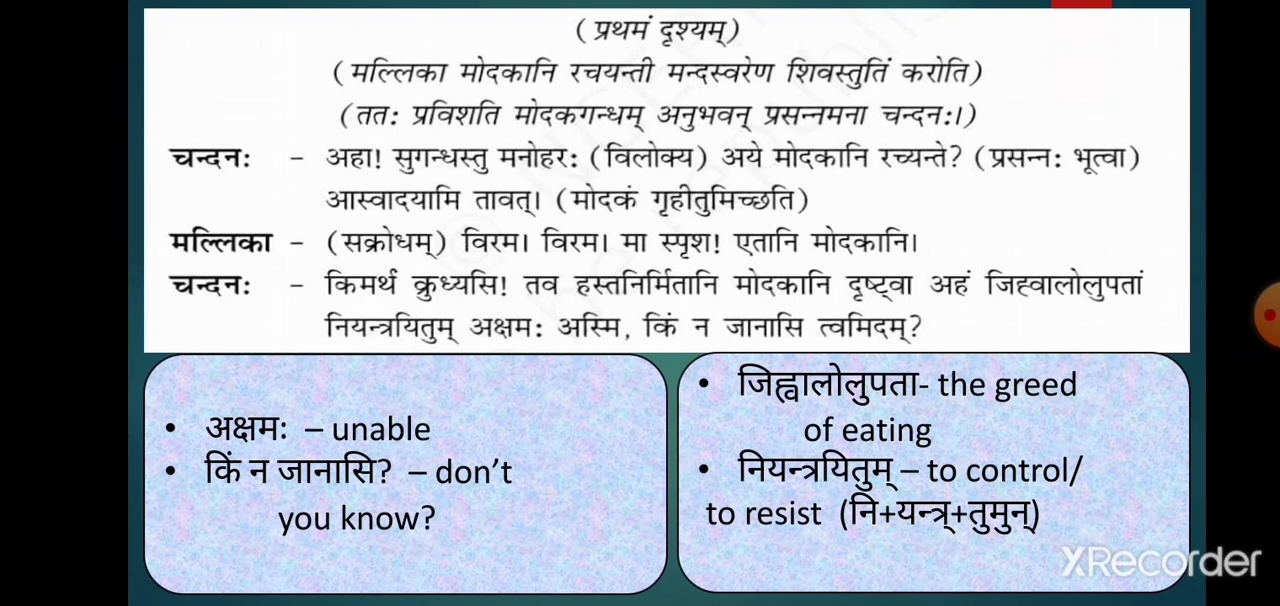 (प्रथमं दृश्यम्)
(मल्लिका मोदकानि रचयन्ती मन्दस्वरेण शिवस्तुतिं करोति)
(ततः प्रविशति मोदकगन्धम् अनुभवन् प्रसन्नमना चन्दनः।)
चन्दनः - अहा! सुगन्धस्तु मनोहरः (विलोक्य) अये मोदकानि रच्यन्ते? (प्रसन्नः भूत्वा)
आस्वादयामि तावत्। (मोदकं गृहीतुमिच्छति)
मल्लिका - (सक्रोधम्) विरम। विरम। मा स्पृश! एतानि मोदकानि।
चन्दनः - किमर्थं क्रुध्यसि! तव हस्तनिर्मितानि मोदकानि दृष्ट्वा अहं जिह्वालोलुपतां
नियन्त्रयितुम् अक्षमः अस्मि, किं न जानासि त्वमिदम्?
• अक्षमः – unable
• किं न जानासि? – don’t
you know?
• जिह्वालोलुपता- the greed
of eating
• नियन्त्रयितुम् – to control/
to resist (नि+यन्त्र्+तुमुन्)
XRecorder